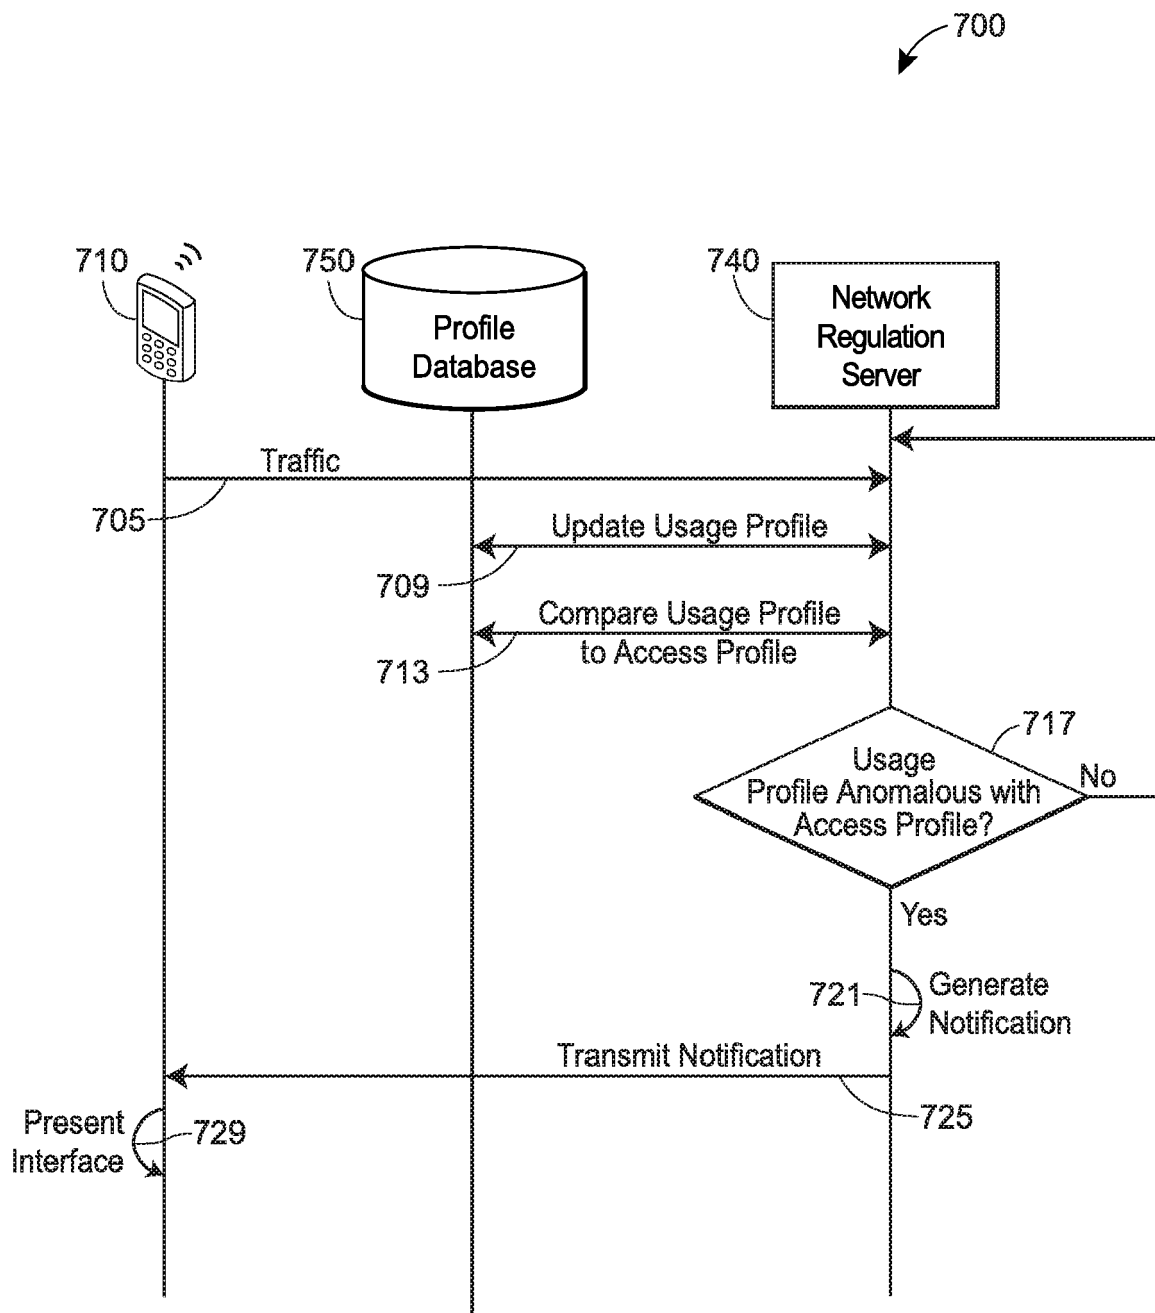 700
710
750
740
Profile
Database
Network
Regulation
Server
Traffic
705
Update Usage Profile
709
Compare Usage Profile
to Access Profile
713
717
Usage
Profile Anomalous with
Access Profile?
No
Yes
721
Generate
Notification
Transmit Notification
725
Present
Interface
729